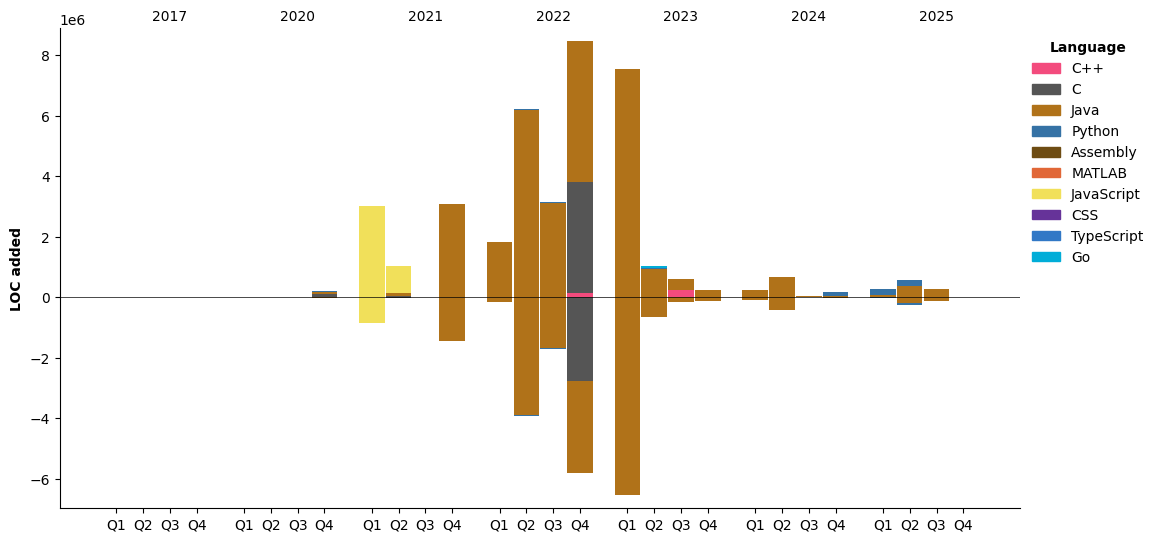 1e6
2017 2020 2021 2022 2023 2024 2025
LOC added
8
6
4
2
0
−2
−4
−6
Q1 Q2 Q3 Q4 Q1 Q2 Q3 Q4 Q1 Q2 Q3 Q4 Q1 Q2 Q3 Q4 Q1 Q2 Q3 Q4 Q1 Q2 Q3 Q4 Q1 Q2 Q3 Q4
Language
C++
C
Java
Python
Assembly
MATLAB
JavaScript
CSS
TypeScript
Go